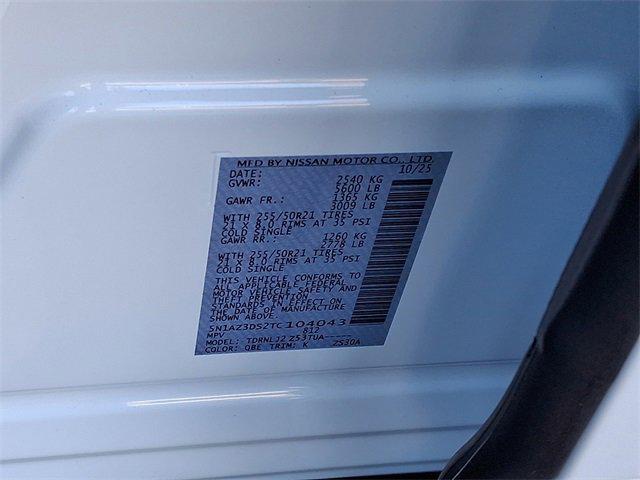 MFD BY NISSAN MOTOR CO., LTD.
DATE: 10/25
GVWR: 2540 KG
5600 LB
GAWR FR.: 1365 KG
3009 LB
WITH 255/50R21 TIRES
21 X 8.0 RIMS AT 35 PSI
COLD SINGLE
GAWR RR.: 1260 KG
2778 LB
WITH 255/50R21 TIRES
21 X 8.0 RIMS AT 35 PSI
COLD SINGLE
THIS VEHICLE CONFORMS TO
ALL APPLICABLE FEDERAL
MOTOR VEHICLE SAFETY AND
THEFT PREVENTION
STANDARDS IN EFFECT ON
THE DATE OF MANUFACTURE
SHOWN ABOVE.
5N1AZ3DS2TC104043
MPV 812
MODEL: TDRNLJ2 Z53TUA-----
COLOR: QBE TRIM: K ZS30A